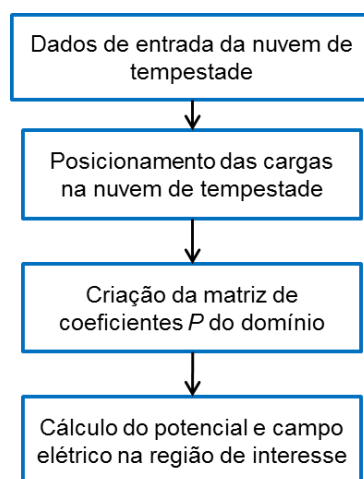 Dados de entrada da nuvem de
tempestade
Posicionamento das cargas
na nuvem de tempestade
Criação da matriz de
coeficientes P do domínio
Cálculo do potencial e campo
elétrico na região de interesse